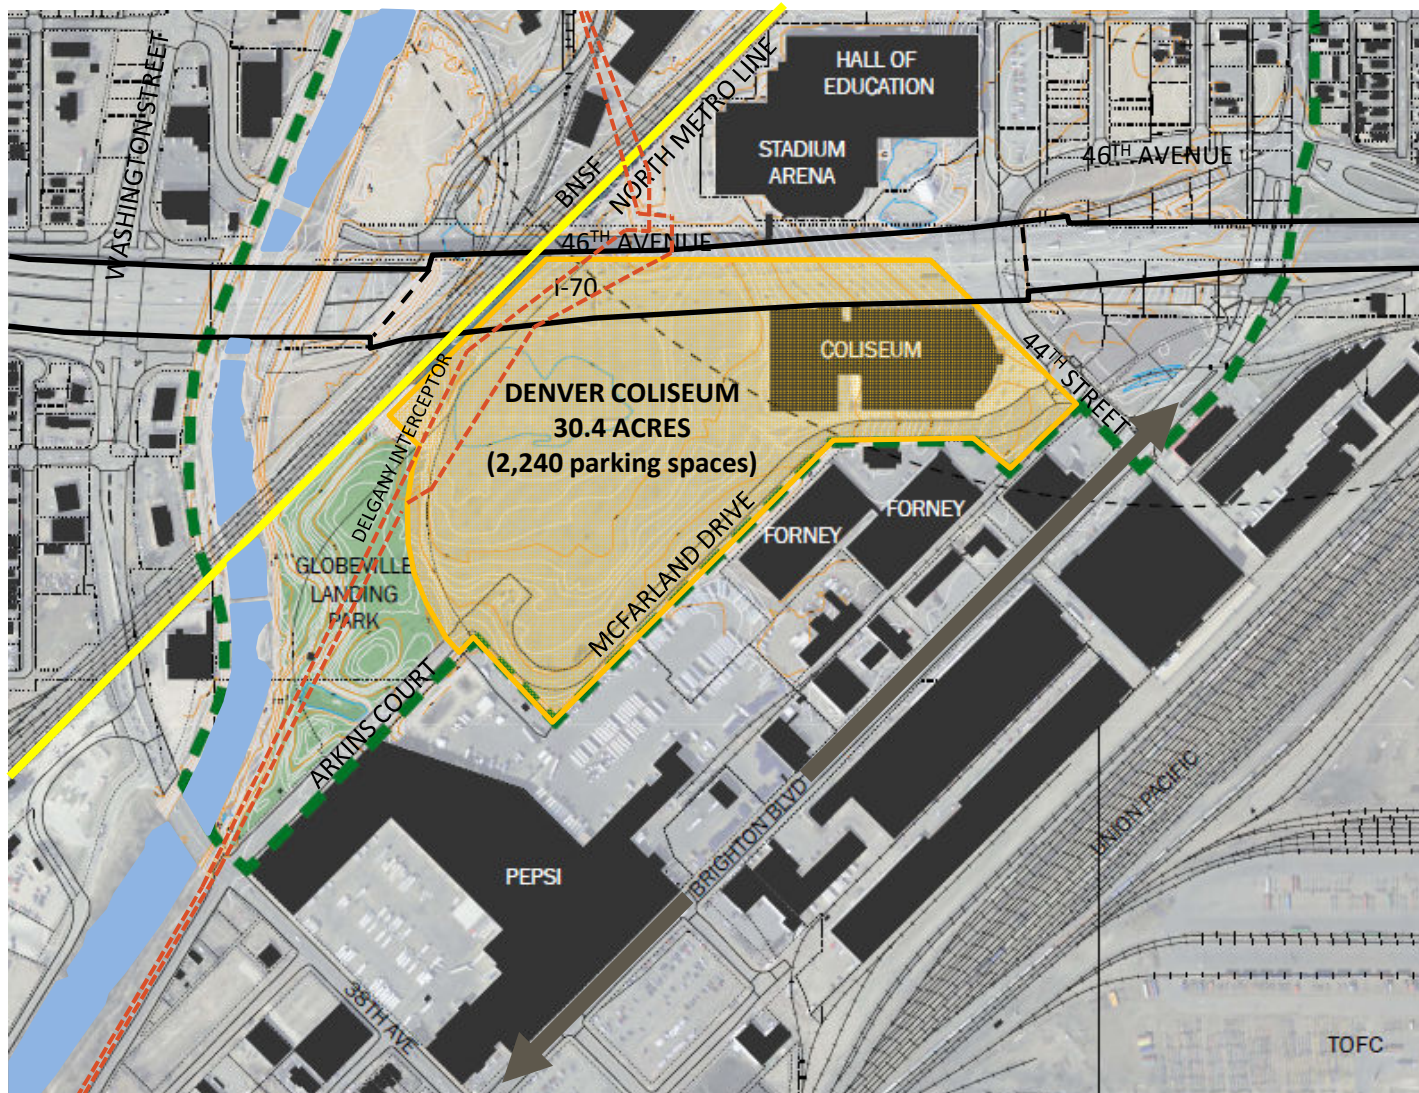 HALL OF
EDUCATION
WASHINGTON STREET
BNSF
NORTH METRO LINE
STADIUM
ARENA
46TH AVENUE
46TH AVENUE
I-70
COLISEUM
44TH STREET
DELGANY INTERCEPTOR
DENVER COLISEUM
30.4 ACRES
(2,240 parking spaces)
FORNEY
FORNEY
MCFARLAND DRIVE
GLOBEVILLE
LANDING
PARK
ARKINS COURT
UNION PACIFIC
BRIGHTON BLVD
PEPSI
38TH AVE
TOFC